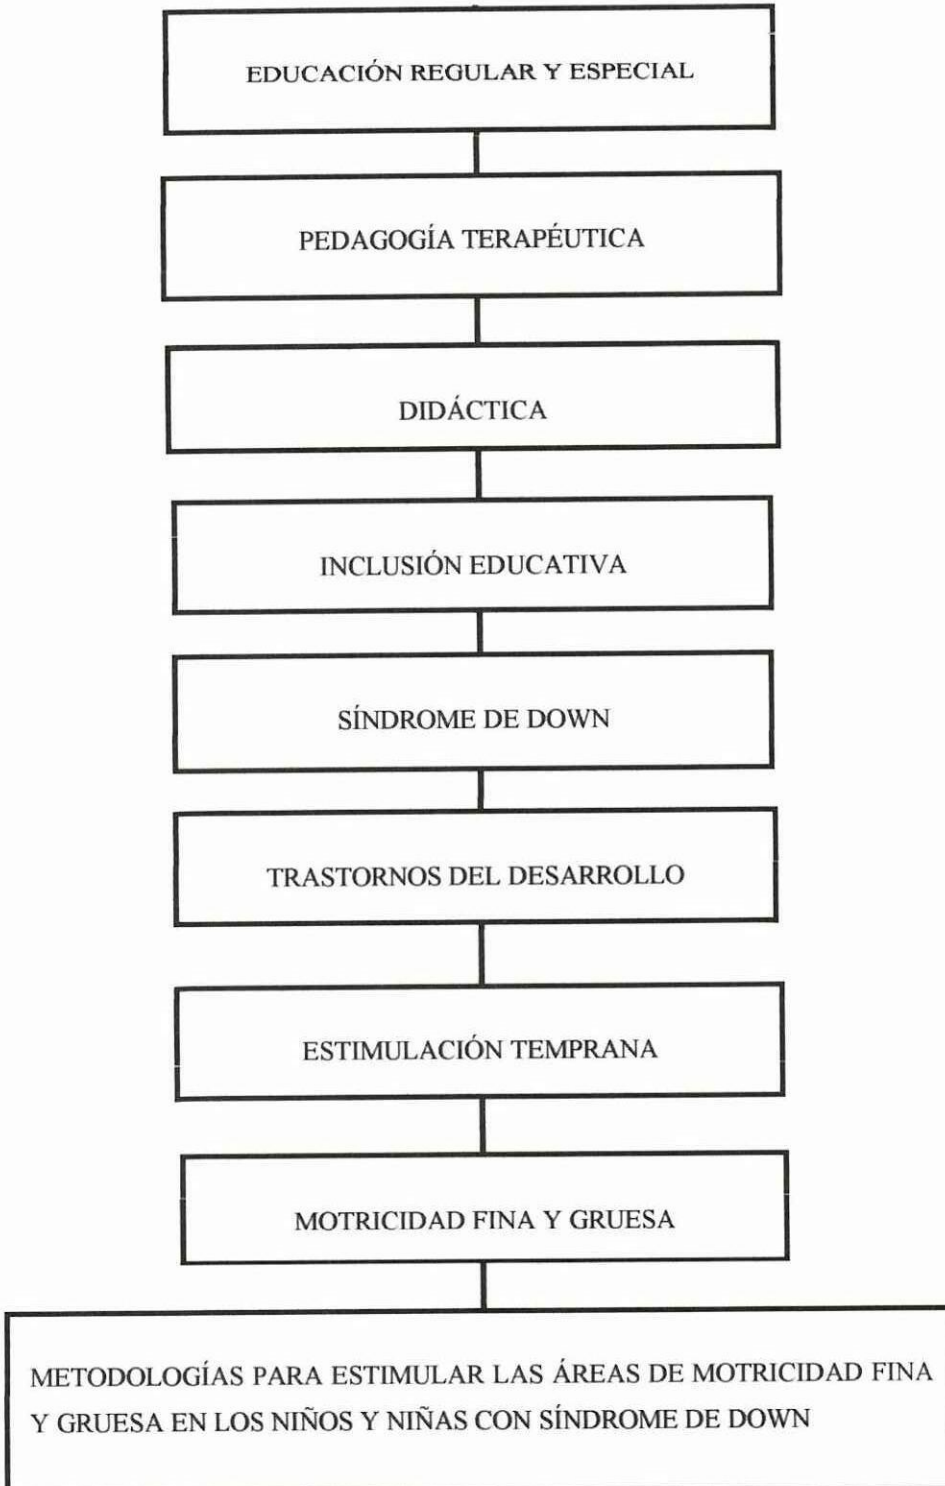 EDUCACIÓN REGULAR Y ESPECIAL
PEDAGOGÍA TERAPÉUTICA
DIDÁCTICA
INCLUSIÓN EDUCATIVA
SÍNDROME DE DOWN
TRASTORNOS DEL DESARROLLO
ESTIMULACIÓN TEMPRANA
MOTRICIDAD FINA Y GRUESA
METODOLOGÍAS PARA ESTIMULAR LAS ÁREAS DE MOTRICIDAD FINA
Y GRUESA EN LOS NIÑOS Y NIÑAS CON SÍNDROME DE DOWN